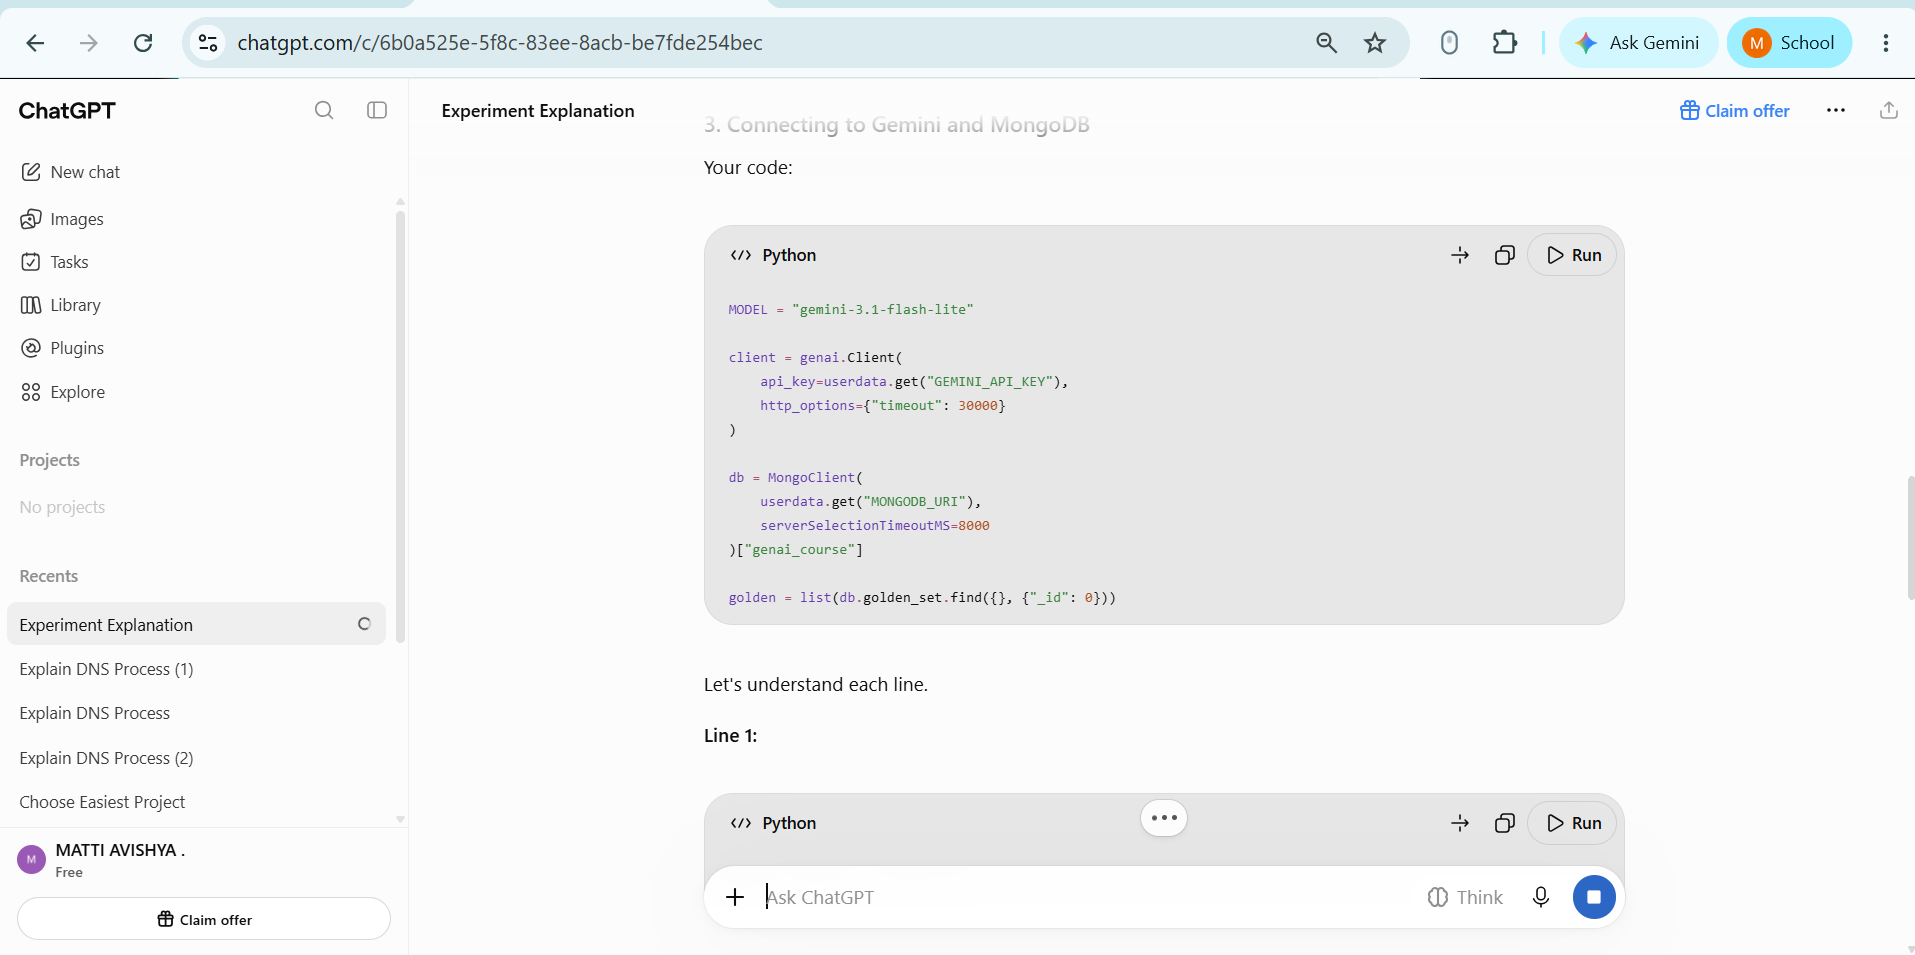 chatgpt.com/c/6b0a525e-5f8c-83ee-8acb-be7fde254bec
Ask Gemini
M
School
ChatGPT
New chat
Images
Tasks
Library
Plugins
Explore
Projects
No projects
Recents
Experiment Explanation
Explain DNS Process (1)
Explain DNS Process
Explain DNS Process (2)
Choose Easiest Project
M
MATTI AVISHYA .
Free
Claim offer
Experiment Explanation
Claim offer
3. Connecting to Gemini and MongoDB
Your code:
Python
Run
MODEL = "gemini-3.1-flash-lite"
client = genai.Client(
    api_key=userdata.get("GEMINI_API_KEY"),
    http_options={"timeout": 30000}
)
db = MongoClient(
    userdata.get("MONGODB_URI"),
    serverSelectionTimeoutMS=8000
)["genai_course"]
golden = list(db.golden_set.find({}, {"_id": 0}))
Let's understand each line.
Line 1:
Python
Run
Ask ChatGPT
Think